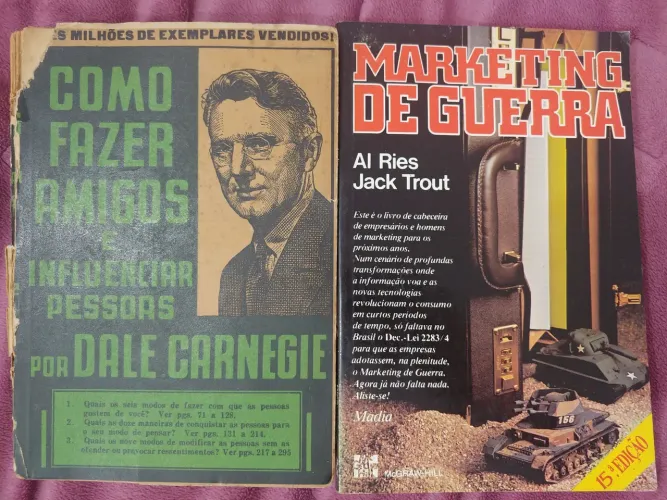 ES MILHÕES DE EXEMPLARES VENDIDOS!
COMO
FAZER
AMIGOS
E
INFLUENCIAR
PESSOAS
POR DALE CARNEGIE
1. Quais os seis modos de fazer com que as pessoas
gostem de você? Ver pgs. 71 a 128.
2. Quais as doze maneiras de conquistar as pessoas para
o seu modo de pensar? Ver pgs. 131 a 214.
3. Quais os nove modos de modificar as pessoas sem as
ofender ou provocar ressentimentos? Ver pgs. 217 a 295
MARKETING
DE GUERRA
Al Ries
Jack Trout
Este é o livro de cabeceira
de empresários e homens
de marketing para os
próximos anos.
Num cenário de profundas
transformações onde
a informação voa e as
novas tecnologias
revolucionam o consumo
em curtos períodos
de tempo, só faltava no
Brasil o Dec.-Lei 2283/4
para que as empresas
adotassem, na plenitude,
o Marketing de Guerra.
Agora já não falta nada.
Aliste-se!
Madia
156
McGRAW-HILL
15ª EDIÇÃO